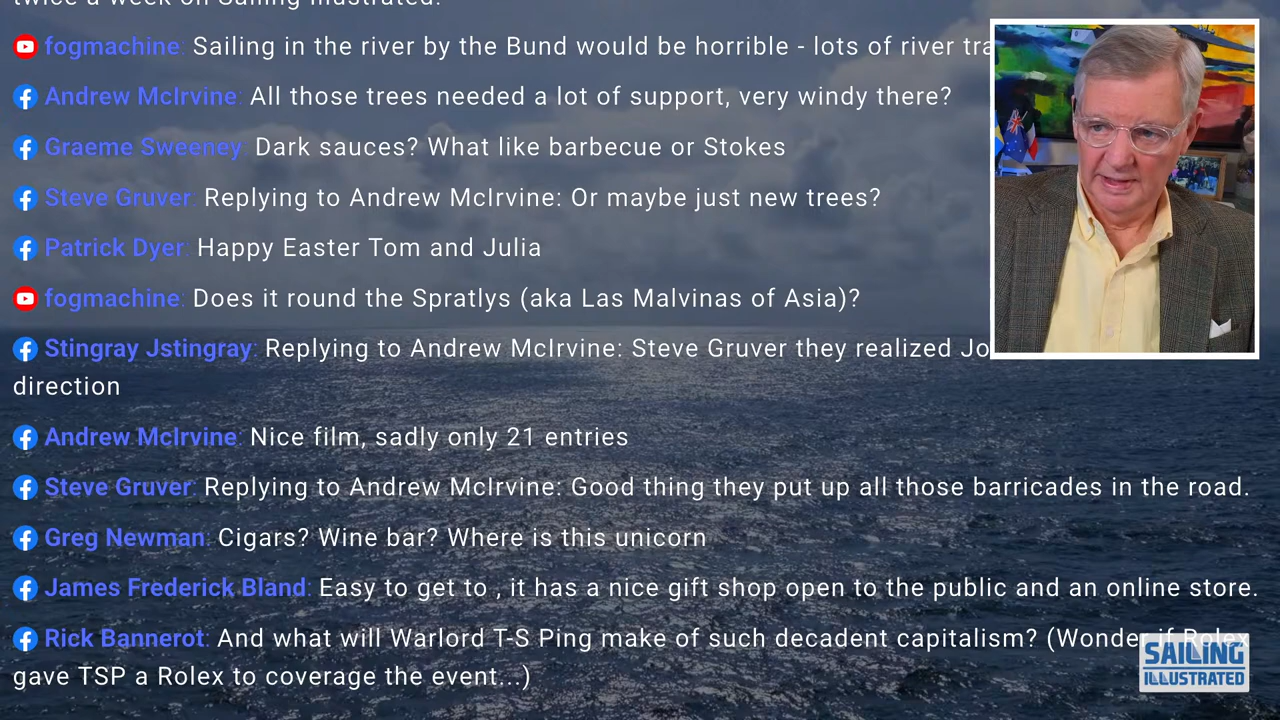 twice a week on Sailing Illustrated.
fogmachine: Sailing in the river by the Bund would be horrible - lots of river
Andrew McIrvine: All those trees needed a lot of support, very windy there?
Graeme Sweeney: Dark sauces? What like barbecue or Stokes
Steve Gruver: Replying to Andrew McIrvine: Or maybe just new trees?
Patrick Dyer: Happy Easter Tom and Julia
fogmachine: Does it round the Spratlys (aka Las Malvinas of Asia)?
Stingray Jstingray: Replying to Andrew McIrvine: Steve Gruver they realized
direction
Andrew McIrvine: Nice film, sadly only 21 entries
Steve Gruver: Replying to Andrew McIrvine: Good thing they put up all those barricades in the road.
Greg Newman: Cigars? Wine bar? Where is this unicorn
James Frederick Bland: Easy to get to , it has a nice gift shop open to the public and an online store.
Rick Bannerot: And what will Warlord T-S Ping make of such decadent capitalism? (Wonder if Rolex
gave TSP a Rolex to coverage the event...)
SAILING
ILLUSTRATED